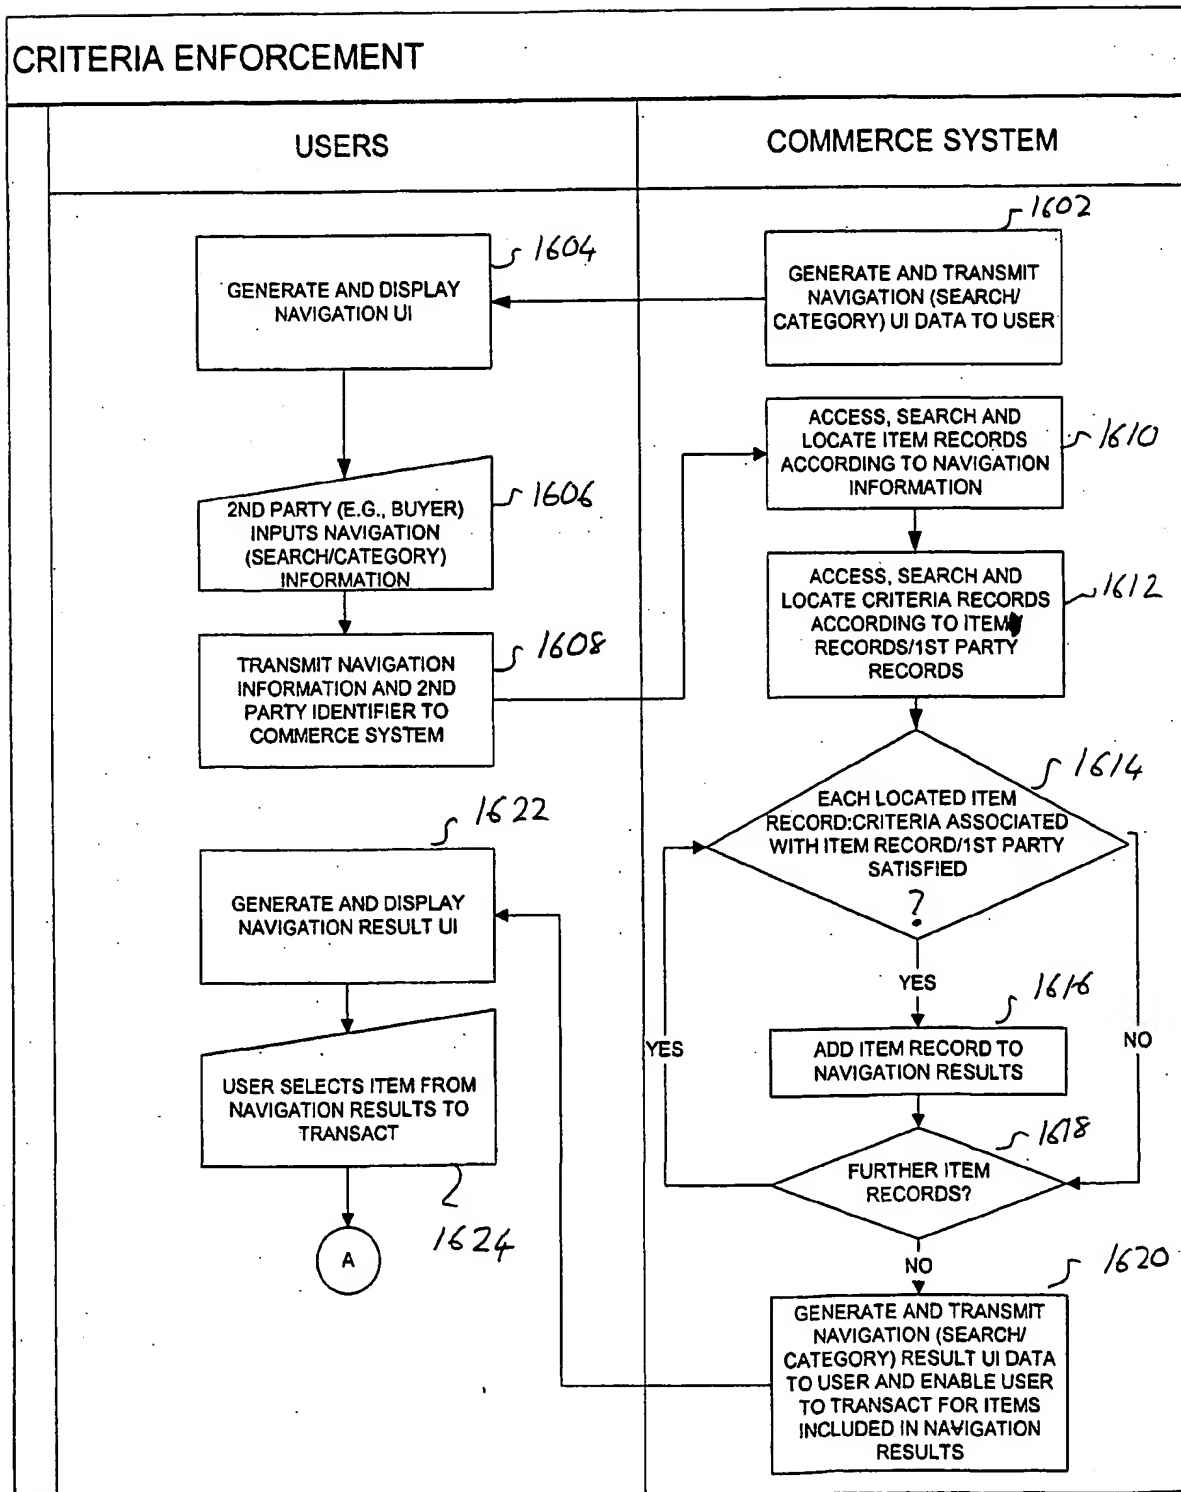 CRITERIA ENFORCEMENT
USERS
COMMERCE SYSTEM
1602
GENERATE AND TRANSMIT
NAVIGATION (SEARCH/
CATEGORY) UI DATA TO USER
1604
GENERATE AND DISPLAY
NAVIGATION UI
1606
2ND PARTY (E.G., BUYER)
INPUTS NAVIGATION
(SEARCH/CATEGORY)
INFORMATION
1608
TRANSMIT NAVIGATION
INFORMATION AND 2ND
PARTY IDENTIFIER TO
COMMERCE SYSTEM
1610
ACCESS, SEARCH AND
LOCATE ITEM RECORDS
ACCORDING TO NAVIGATION
INFORMATION
1612
ACCESS, SEARCH AND
LOCATE CRITERIA RECORDS
ACCORDING TO ITEM
RECORDS/1ST PARTY
RECORDS
1614
EACH LOCATED ITEM
RECORD:CRITERIA ASSOCIATED
WITH ITEM RECORD/1ST PARTY
SATISFIED
?
YES
NO
1616
ADD ITEM RECORD TO
NAVIGATION RESULTS
1618
FURTHER ITEM
RECORDS?
YES
NO
1620
GENERATE AND TRANSMIT
NAVIGATION (SEARCH/
CATEGORY) RESULT UI DATA
TO USER AND ENABLE USER
TO TRANSACT FOR ITEMS
INCLUDED IN NAVIGATION
RESULTS
1622
GENERATE AND DISPLAY
NAVIGATION RESULT UI
USER SELECTS ITEM FROM
NAVIGATION RESULTS TO
TRANSACT
1624
A